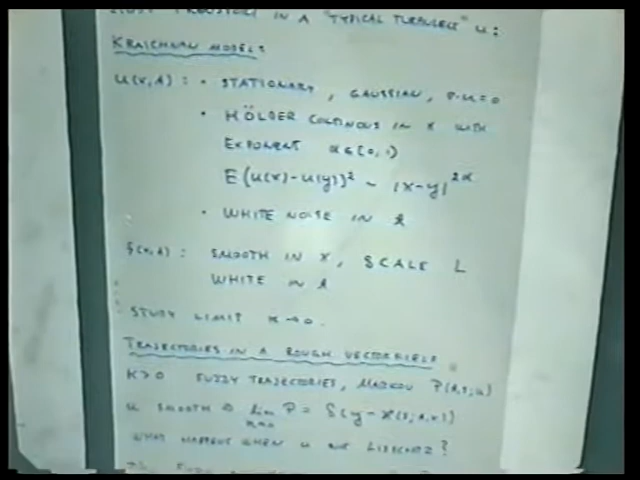 IN A "TYPICAL TURBULENT" u:
KRAICHNAN MODEL:
u(x,t) : • STATIONARY, GAUSSIAN, ∇·u=0
• HÖLDER CONTINOUS IN x WITH
EXPONENT α∈(0,1)
E(u(x)-u(y))² ~ |x-y|^2α
• WHITE NOISE IN t
f(x,t) : SMOOTH IN x, SCALE L
WHITE IN t
STUDY LIMIT κ→0.
TRAJECTORIES IN A ROUGH VECTORFIELD
κ>0 FUZZY TRAJECTORIES, MARKOV
u SMOOTH lim P = δ(y-
WHAT HAPPENS WHEN u NOT LIPSCHITZ?